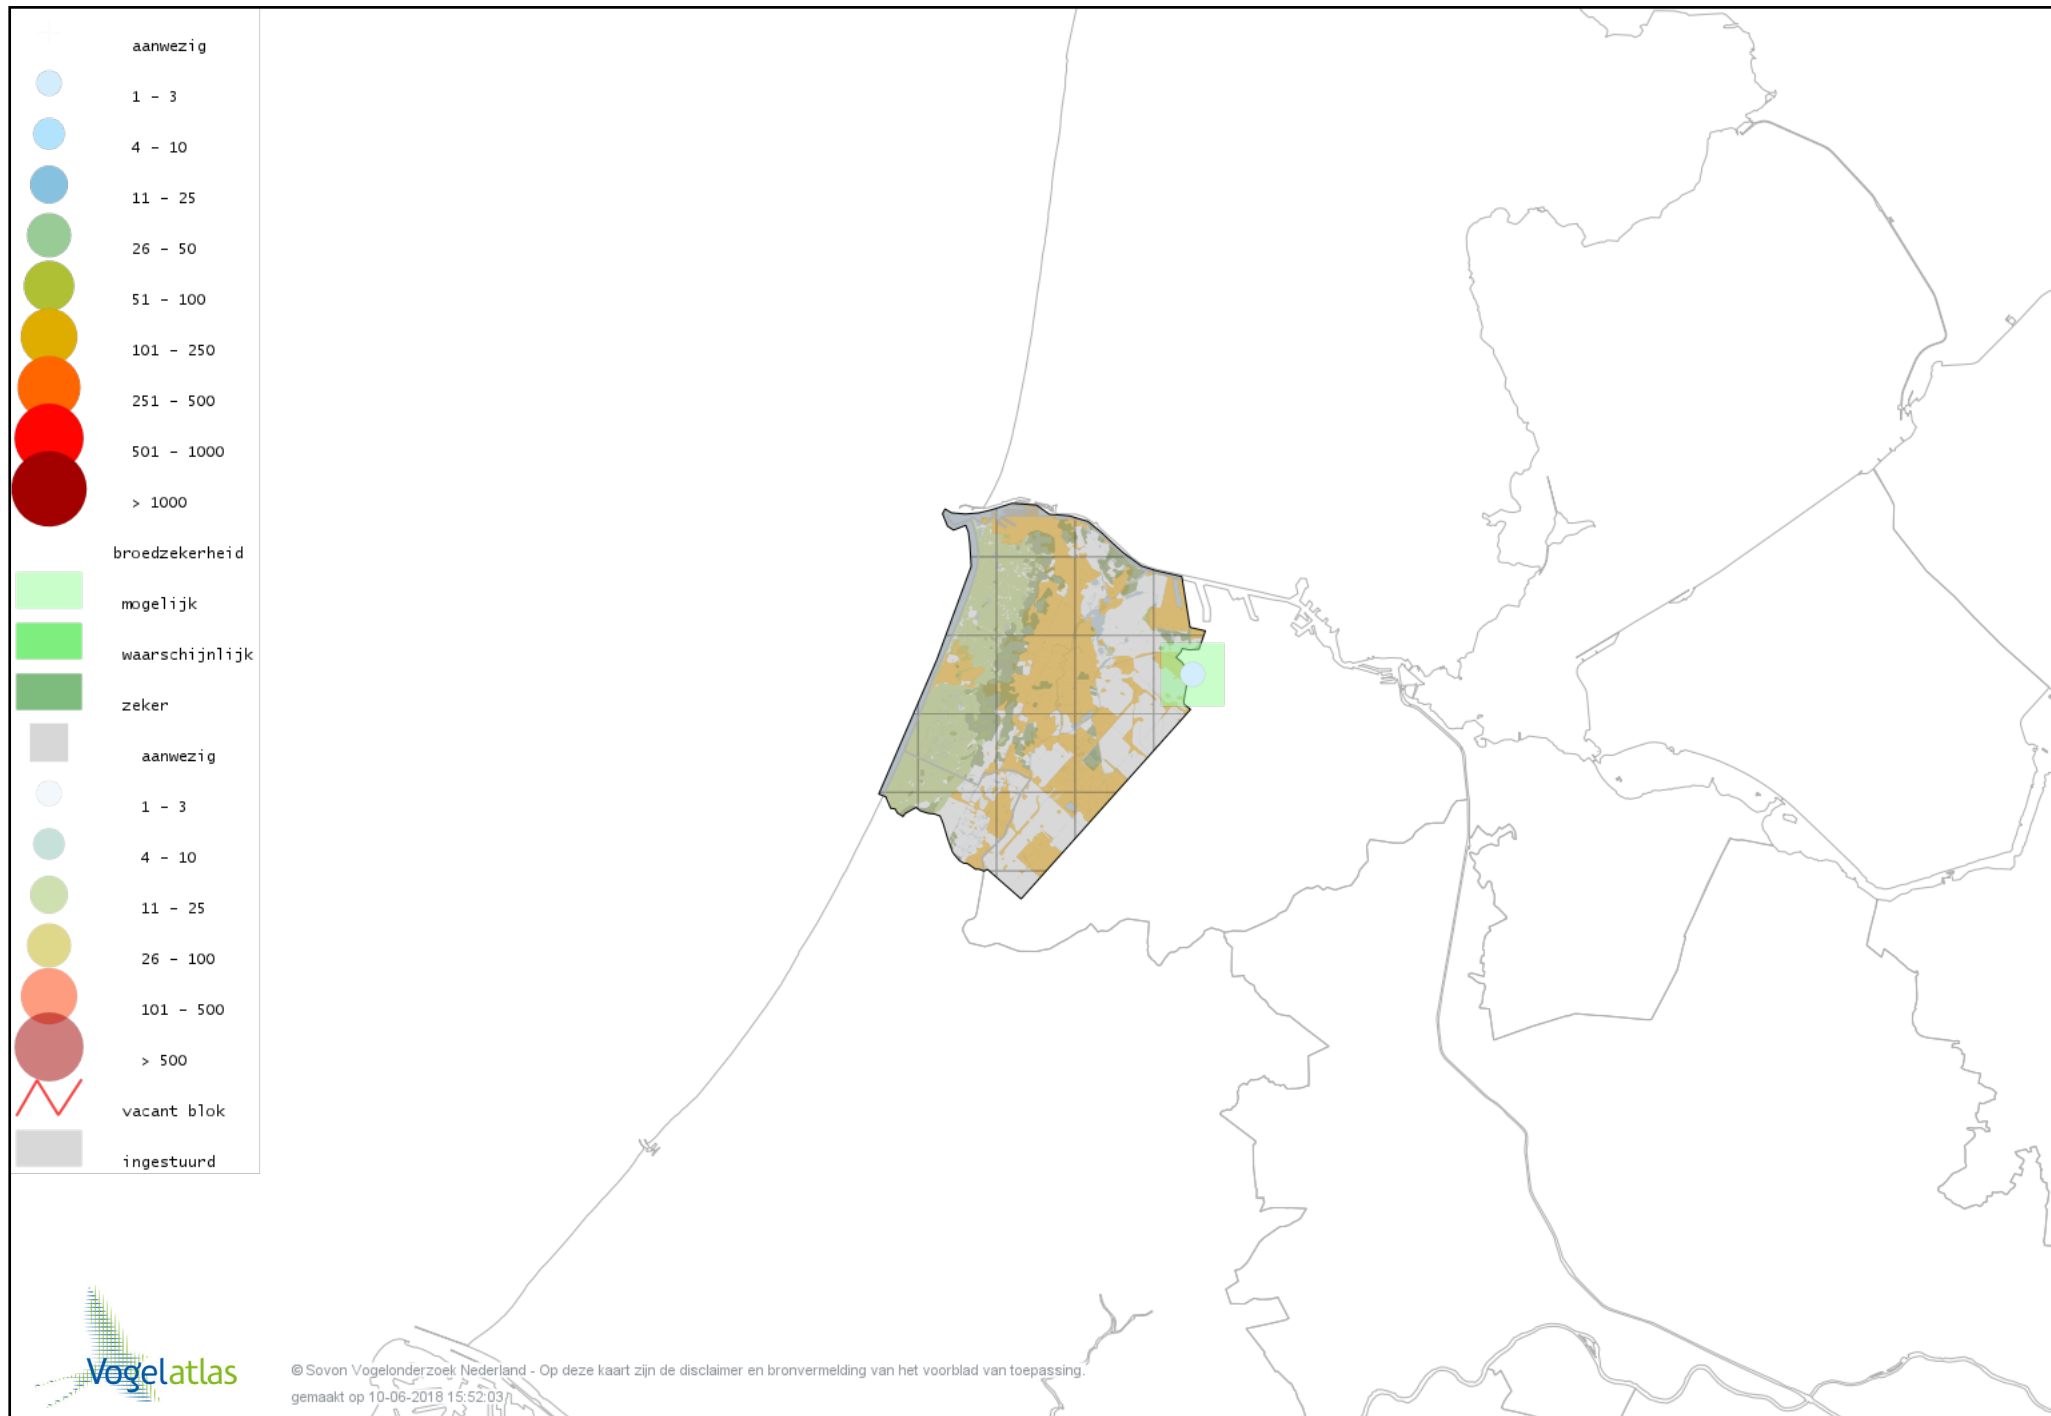 aanwezig
1 - 3
4 - 10
11 - 25
26 - 50
51 - 100
101 - 250
251 - 500
501 - 1000
> 1000
broedzekerheid
mogelijk
waarschijnlijk
zeker
aanwezig
1 - 3
4 - 10
11 - 25
26 - 100
101 - 500
> 500
vacant blok
ingestuurd
Vogelatlas
© Sovon Vogelonderzoek Nederland - Op deze kaart zijn de disclaimer en bronvermelding van het voorblad van toepassing.
gemaakt op 10-06-2018 15:52:03